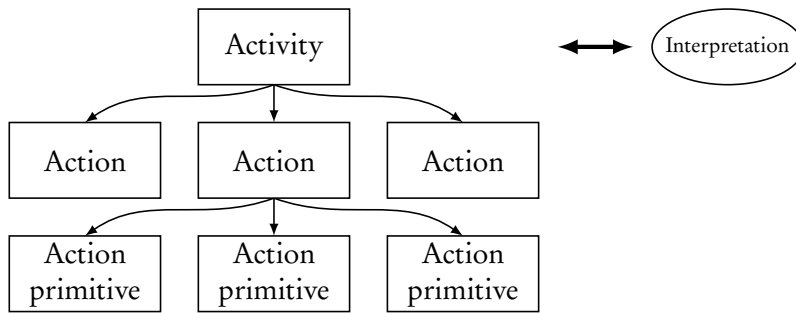 Activity
Interpretation
Action
Action
Action
Action
primitive
Action
primitive
Action
primitive